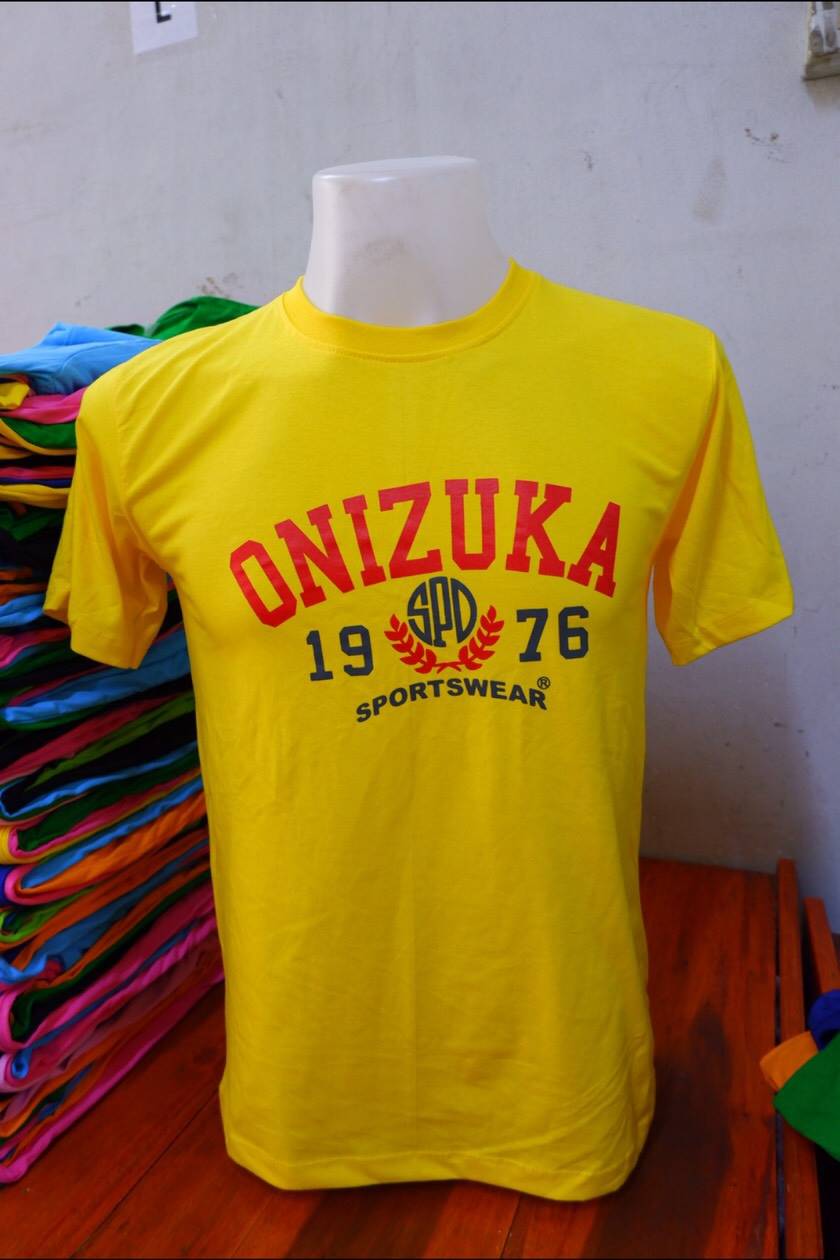 L
ONIZUKA
SPD
19 76
SPORTSWEAR®